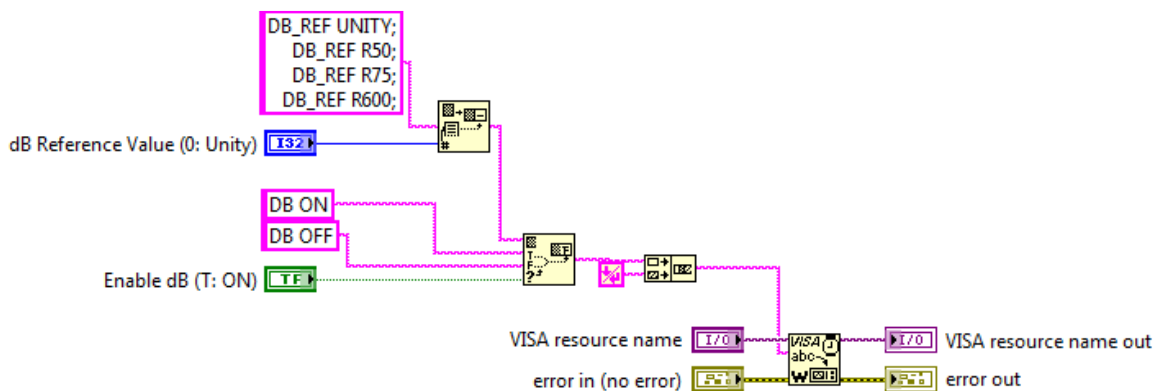 DB_REF UNITY;
DB_REF R50;
DB_REF R75;
DB_REF R600;
dB Reference Value (0: Unity)
I32
#
DB ON
DB OFF
T
F
?
F
Enable dB (T: ON)
TF
VISA resource name
I/O
VISA
abc
W
I/O
VISA resource name out
error in (no error)
error out